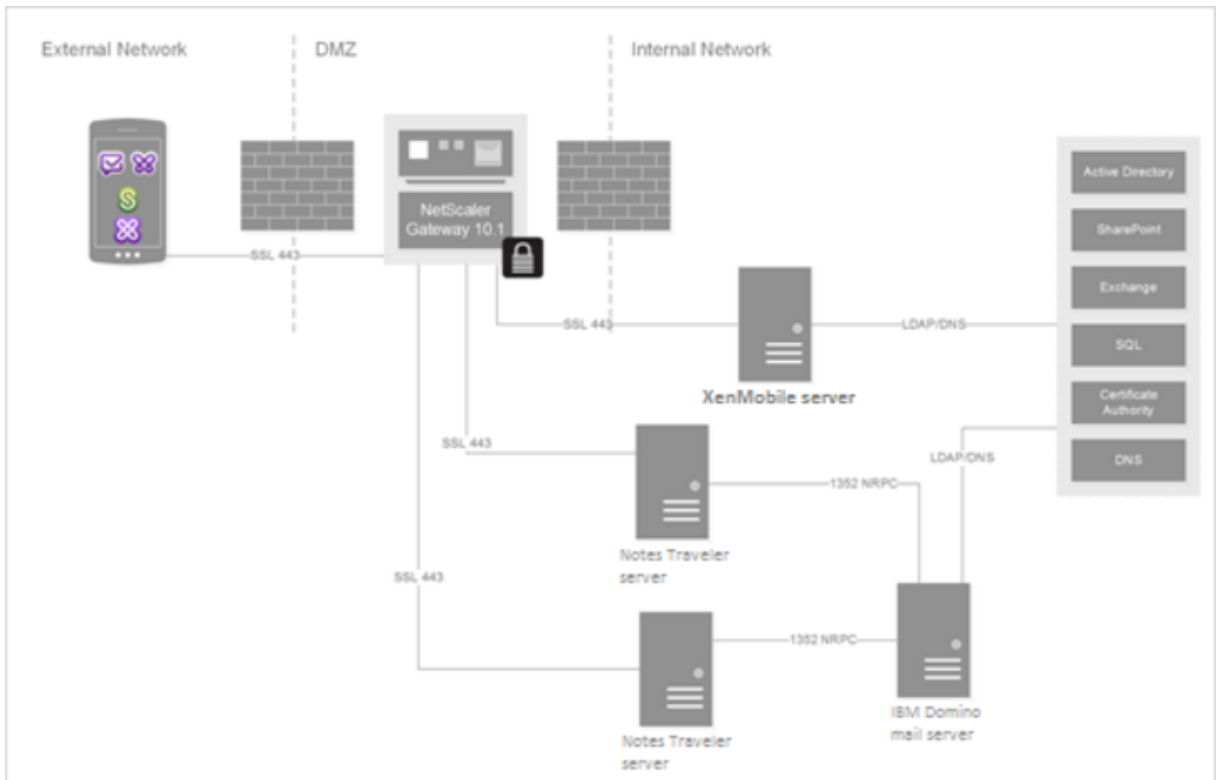 External Network
DMZ
Internal Network
NetScaler
Gateway 10.1
SSL 443
Active Directory
SharePoint
Exchange
SQL
Certificate
Authority
DNS
SSL 443
LDAP/DNS
XenMobile server
SSL 443
LDAP/DNS
1352 NRPC
Notes Traveler
server
SSL 443
1352 NRPC
IBM Domino
mail server
Notes Traveler
server